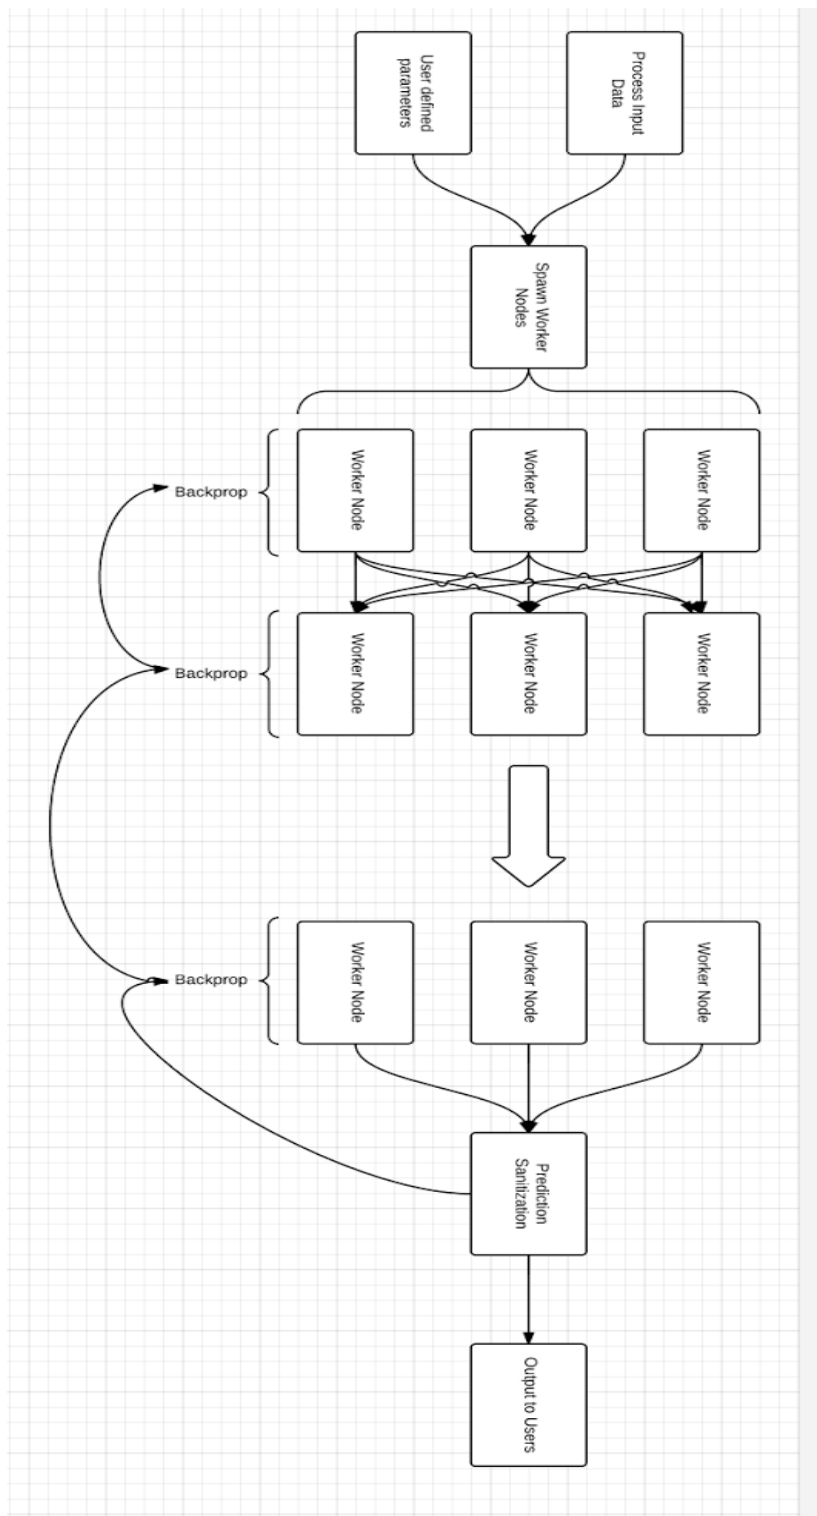 User defined
parameters
Process Input
Data
Spawn Worker
Nodes
Backprop
Worker Node
Worker Node
Worker Node
Backprop
Worker Node
Worker Node
Worker Node
Backprop
Worker Node
Worker Node
Worker Node
Prediction
Sanitization
Output to Users